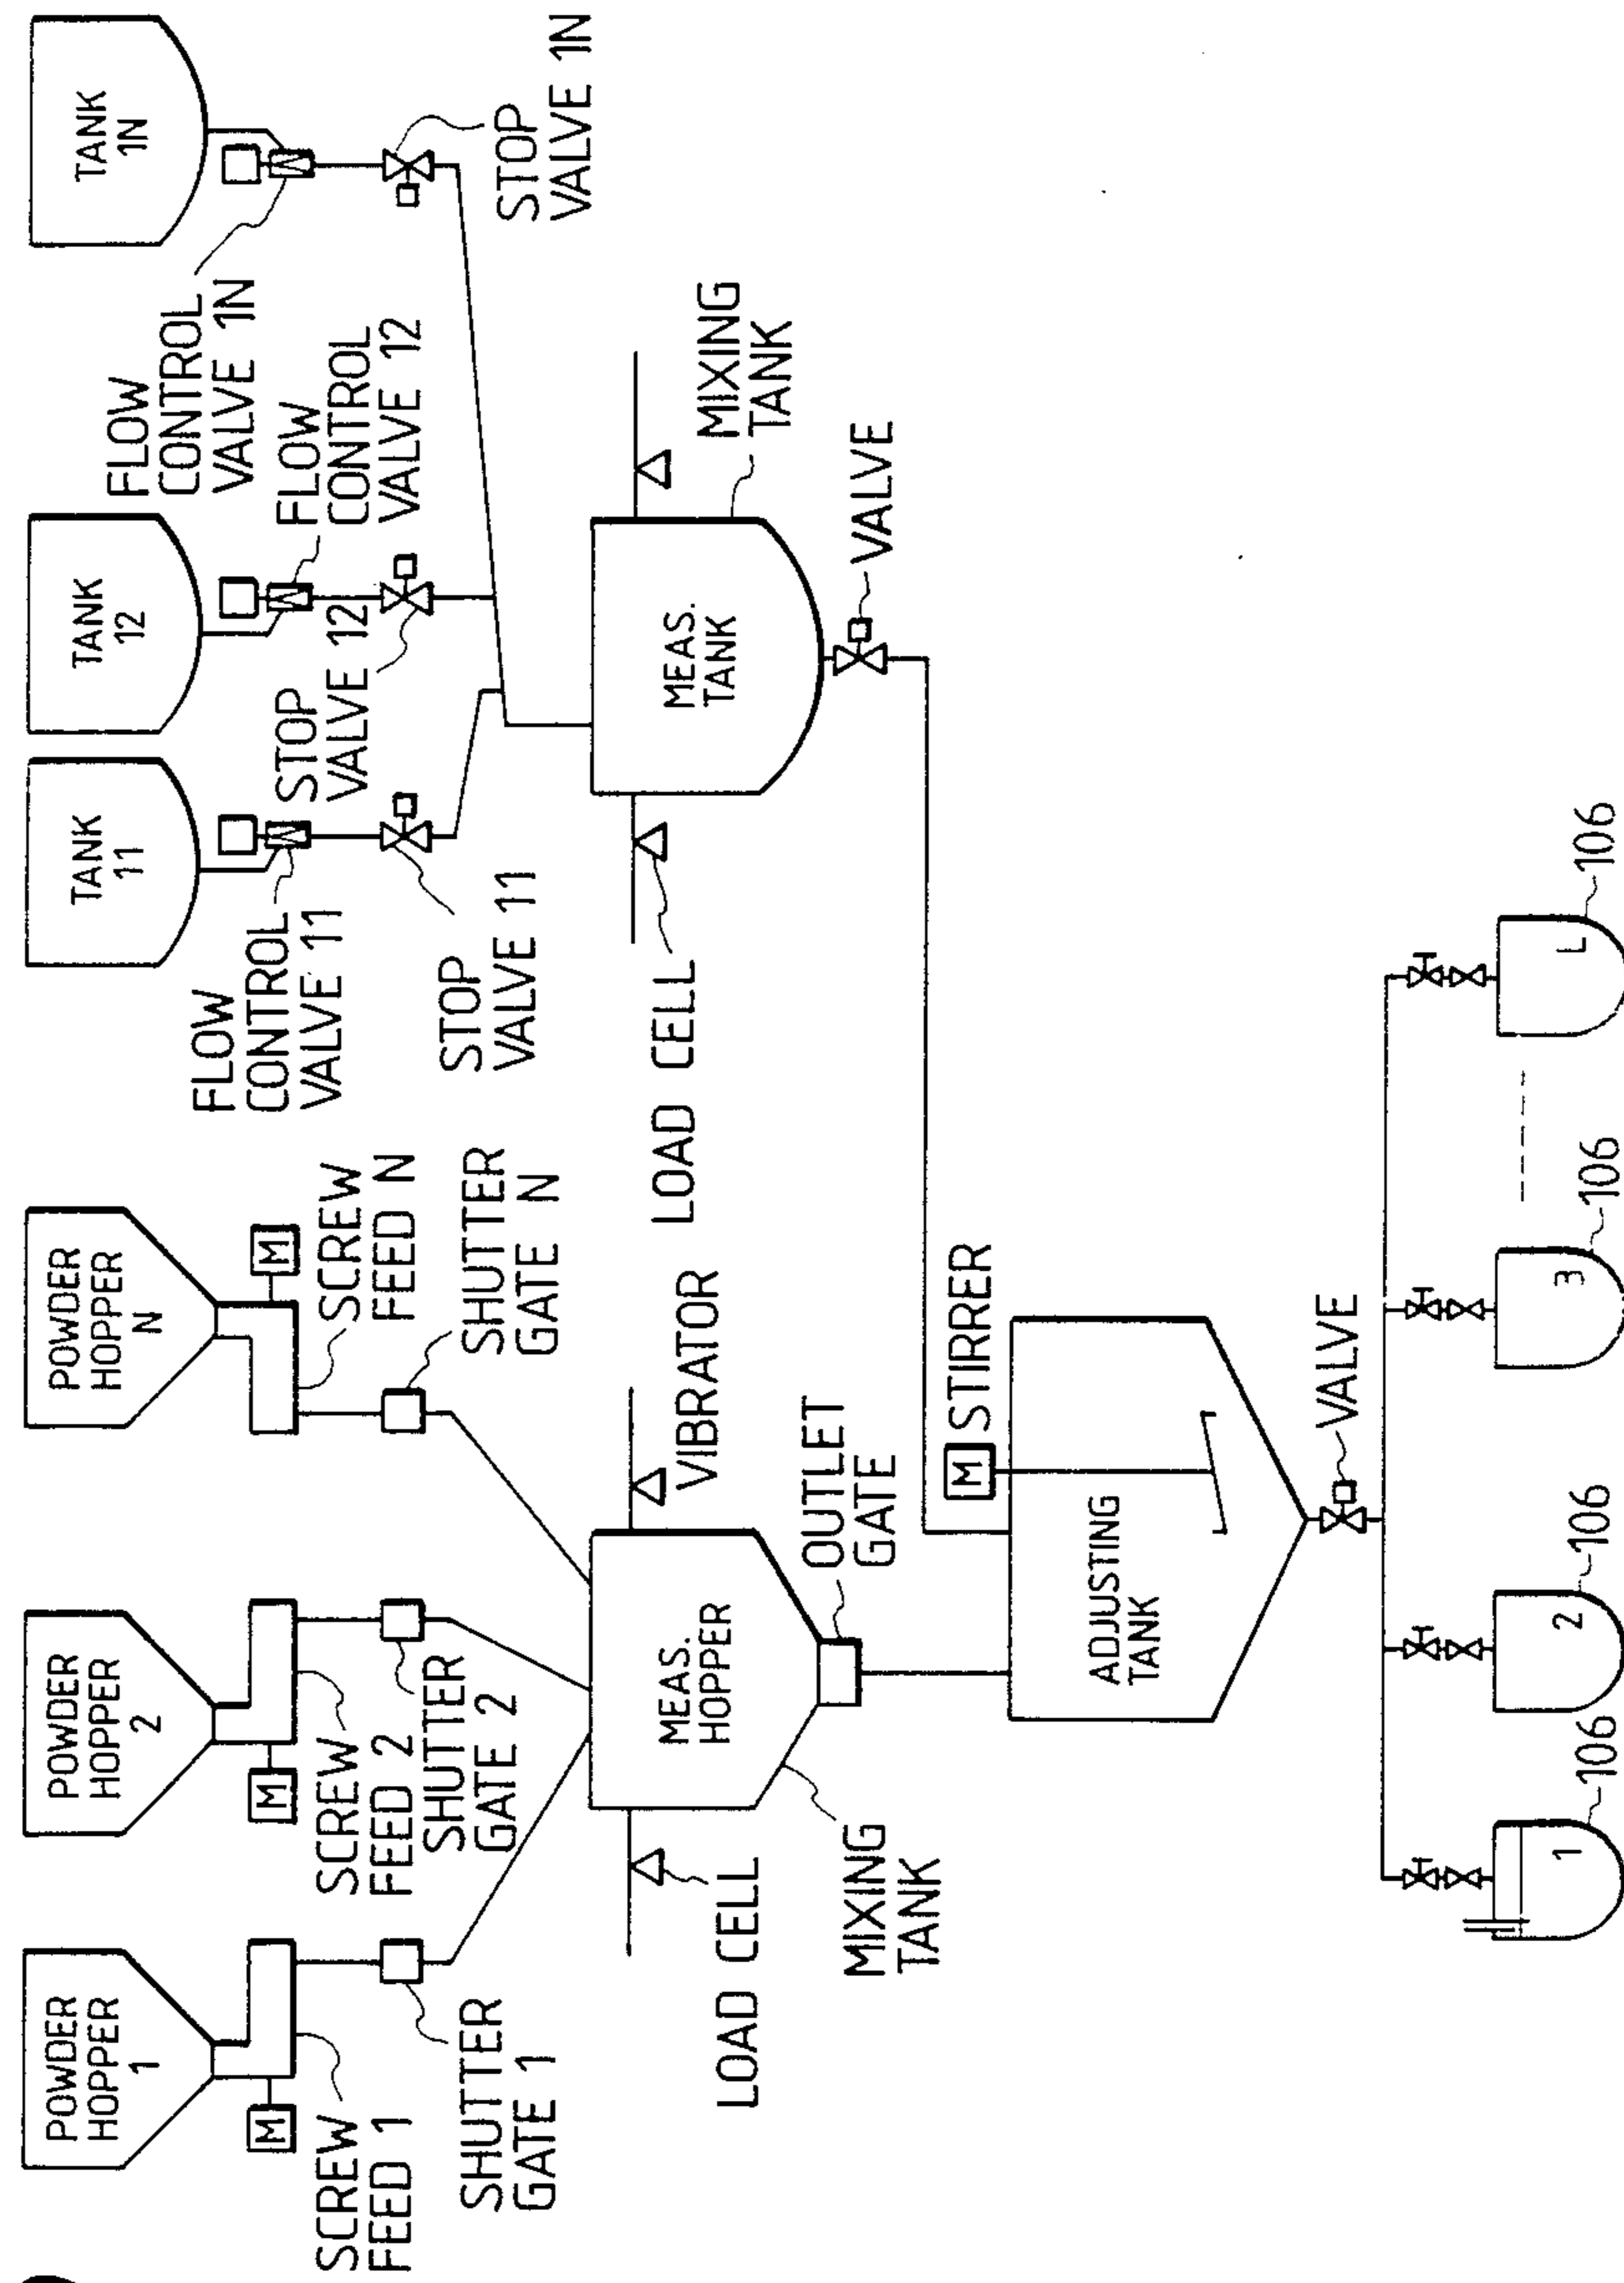 POWDER
HOPPER
1
POWDER
HOPPER
2
POWDER
HOPPER
N
TANK
11
TANK
12
TANK
1N
M
M
M
SCREW
FEED 1
SCREW
FEED 2
SCREW
FEED N
SHUTTER
GATE 1
SHUTTER
GATE 2
SHUTTER
GATE N
FLOW
CONTROL
VALVE 11
STOP
VALVE 11
STOP
VALVE 12
FLOW
CONTROL
VALVE 12
FLOW
CONTROL
VALVE 1N
STOP
VALVE 1N
MEAS.
HOPPER
LOAD CELL
MIXING
TANK
VIBRATOR
OUTLET
GATE
MEAS.
TANK
LOAD CELL
MIXING
TANK
VALVE
M
STIRRER
ADJUSTING
TANK
VALVE
1
106
2
106
3
106
L
106